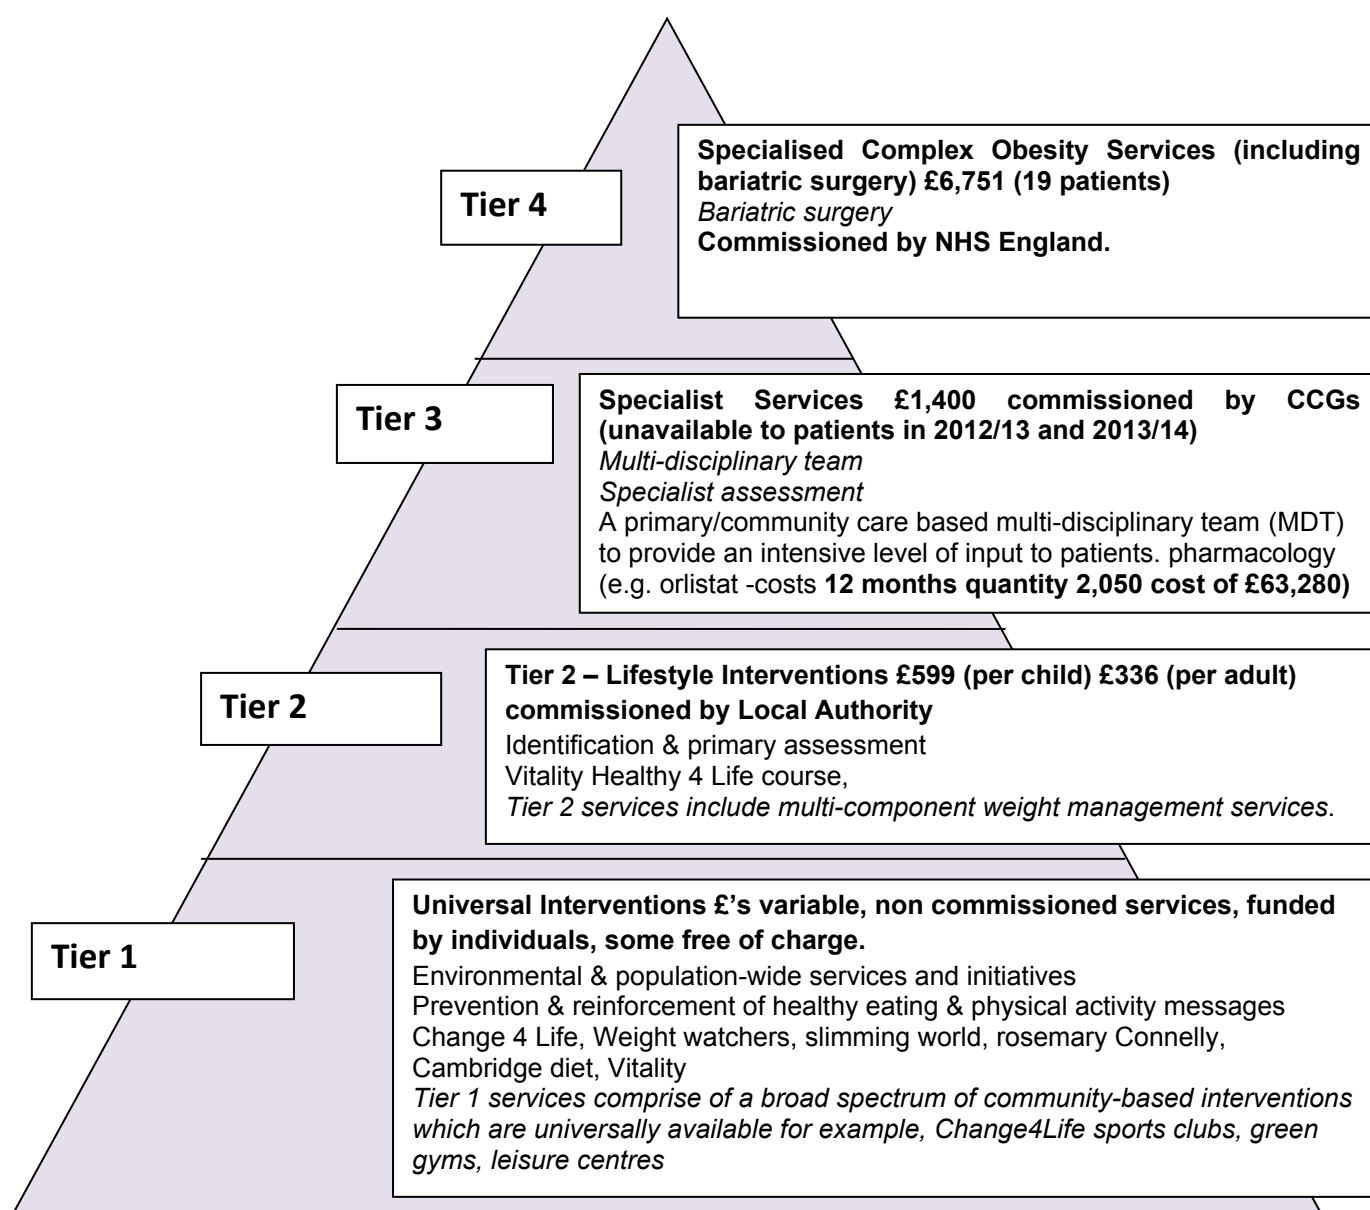 Tier 4
Specialised Complex Obesity Services (including
bariatric surgery) £6,751 (19 patients)
Bariatric surgery
Commissioned by NHS England.
Tier 3
Specialist Services £1,400 commissioned by CCGs
(unavailable to patients in 2012/13 and 2013/14)
Multi-disciplinary team
Specialist assessment
A primary/community care based multi-disciplinary team (MDT)
to provide an intensive level of input to patients. pharmacology
(e.g. orlistat -costs 12 months quantity 2,050 cost of £63,280)
Tier 2
Tier 2 – Lifestyle Interventions £599 (per child) £336 (per adult)
commissioned by Local Authority
Identification & primary assessment
Vitality Healthy 4 Life course,
Tier 2 services include multi-component weight management services.
Tier 1
Universal Interventions £’s variable, non commissioned services, funded
by individuals, some free of charge.
Environmental & population-wide services and initiatives
Prevention & reinforcement of healthy eating & physical activity messages
Change 4 Life, Weight watchers, slimming world, rosemary Connelly,
Cambridge diet, Vitality
Tier 1 services comprise of a broad spectrum of community-based interventions
which are universally available for example, Change4Life sports clubs, green
gyms, leisure centres